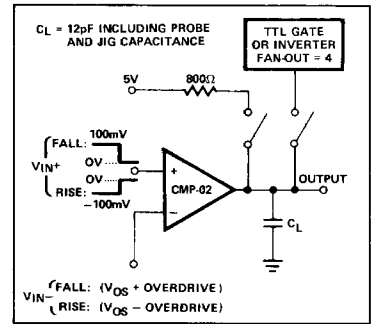 CL = 12pF INCLUDING PROBE
AND JIG CAPACITANCE
TTL GATE
OR INVERTER
FAN-OUT = 4
5V
800Ω
FALL: 100mV
0V
VIN+
0V
RISE: -100mV
+
CMP-02
−
OUTPUT
CL
VIN− FALL: (VOS + OVERDRIVE)
RISE: (VOS − OVERDRIVE)